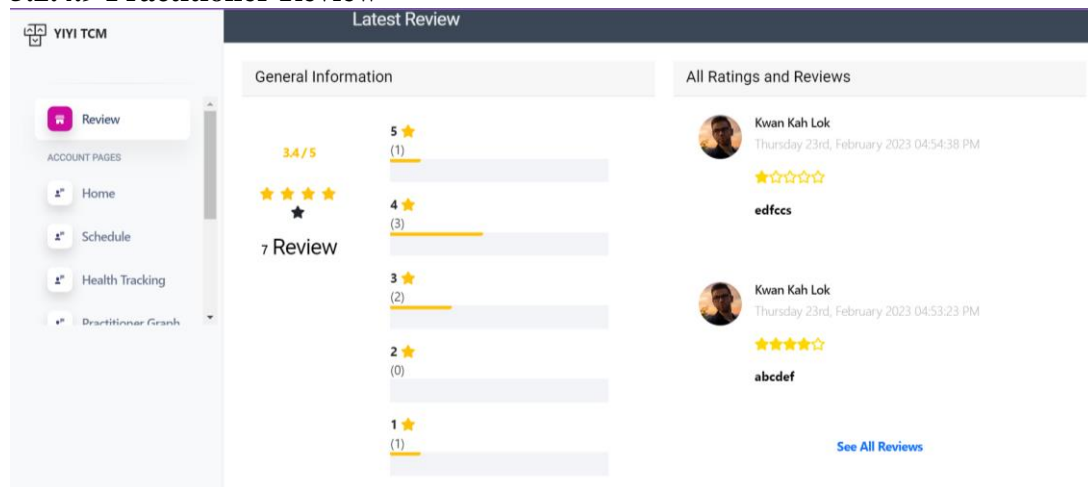 YIYI TCM
Review
ACCOUNT PAGES
Home
Schedule
Health Tracking
Practitioner Graph
Latest Review
General Information
3.4 / 5
7 Review
5
(1)
4
(3)
3
(2)
2
(0)
1
(1)
All Ratings and Reviews
Kwan Kah Lok
Thursday 23rd, February 2023 04:54:38 PM
edfccs
Kwan Kah Lok
Thursday 23rd, February 2023 04:53:23 PM
abcdef
See All Reviews